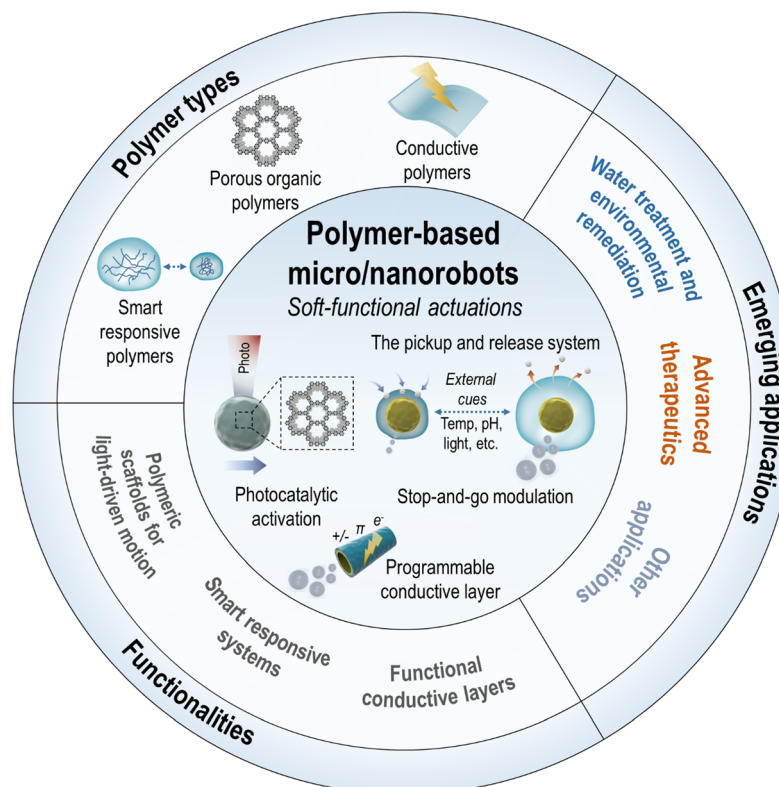 Polymer types
Porous organic
polymers
Conductive
polymers
Smart
responsive
polymers
Polymer-based
micro/nanorobots
Soft-functional actuations
The pickup and release system
Photo
External
cues
Temp, pH,
light, etc.
Photocatalytic
activation
Stop-and-go modulation
+/- π e-
Programmable
conductive layer
Emerging applications
Water treatment and
environmental
remediation
Advanced
therapeutics
Other
applications
Functionalities
Polymeric
scaffolds for
light-driven motion
Smart responsive
systems
Functional
conductive layers